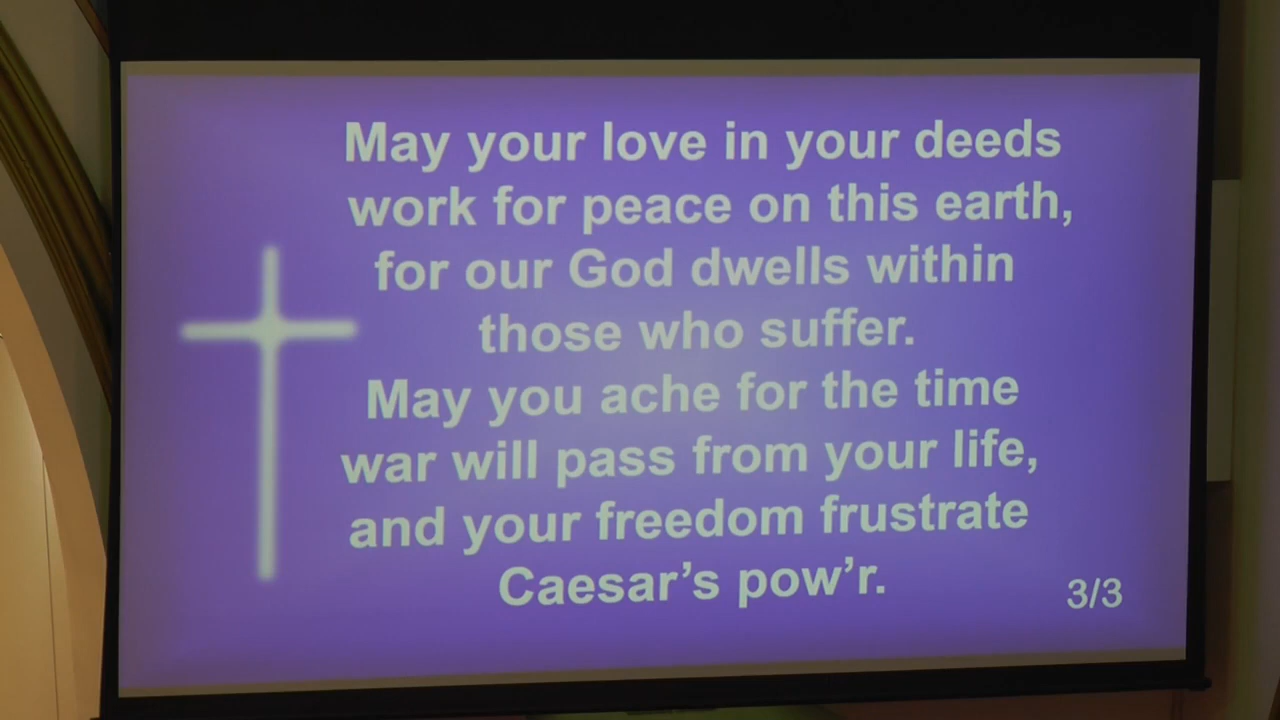 May your love in your deeds
work for peace on this earth,
for our God dwells within
those who suffer.
May you ache for the time
war will pass from your life,
and your freedom frustrate
Caesar’s pow’r.
3/3